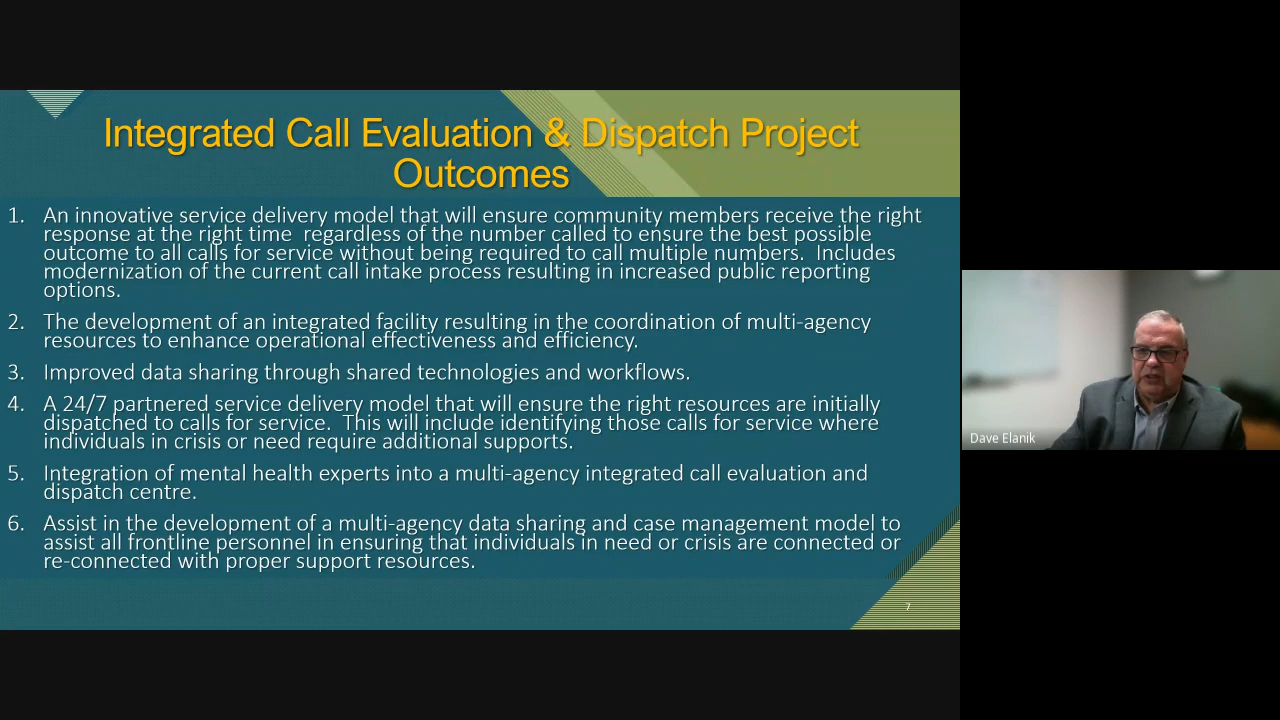 Integrated Call Evaluation & Dispatch Project
Outcomes
1. An innovative service delivery model that will ensure community members receive the right
response at the right time  regardless of the number called to ensure the best possible
outcome to all calls for service without being required to call multiple numbers.  Includes
modernization of the current call intake process resulting in increased public reporting
options.
2. The development of an integrated facility resulting in the coordination of multi-agency
resources to enhance operational effectiveness and efficiency.
3. Improved data sharing through shared technologies and workflows.
4. A 24/7 partnered service delivery model that will ensure the right resources are initially
dispatched to calls for service.  This will include identifying those calls for service where
individuals in crisis or need require additional supports.
5. Integration of mental health experts into a multi-agency integrated call evaluation and
dispatch centre.
6. Assist in the development of a multi-agency data sharing and case management model to
assist all frontline personnel in ensuring that individuals in need or crisis are connected or
re-connected with proper support resources.
7
Dave Elanik